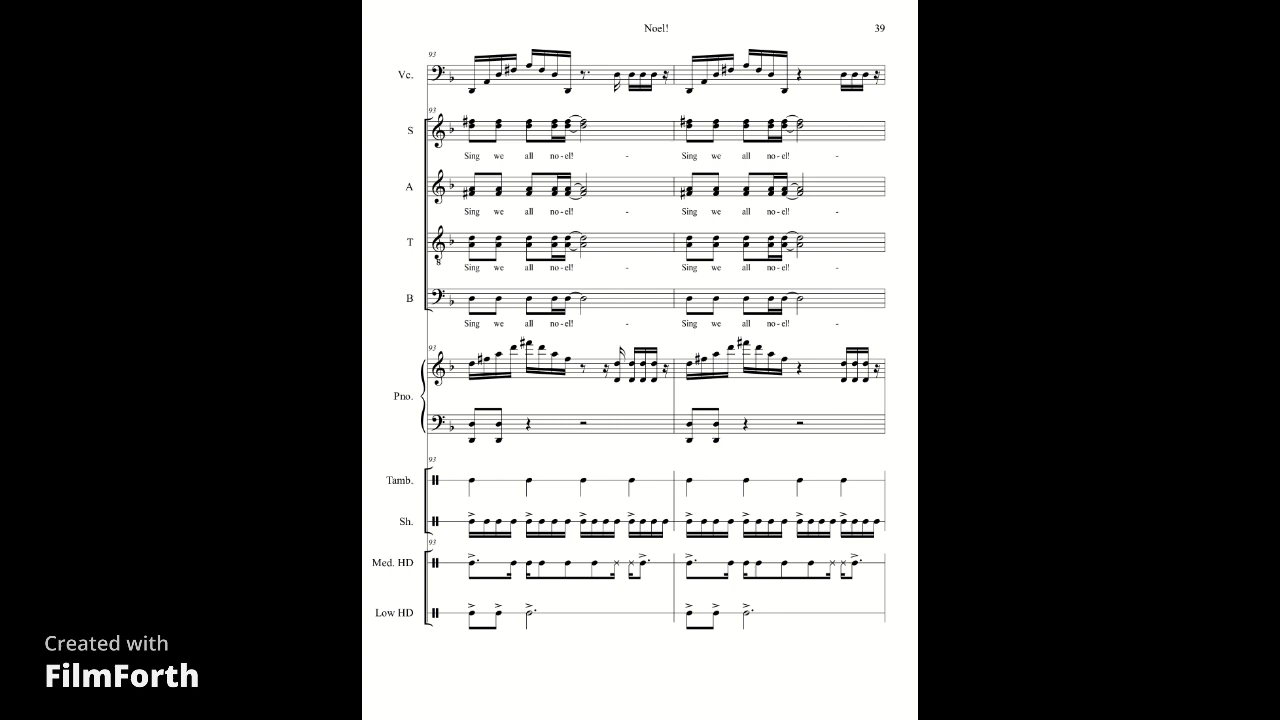 Noel!
39
93
Vc.
93
S
Sing we all no - el! - Sing we all no - el! -
A
Sing we all no - el! - Sing we all no - el! -
T
8
Sing we all no - el! - Sing we all no - el! -
B
Sing we all no - el! - Sing we all no - el! -
93
Pno.
93
Tamb.
Sh.
93
Med. HD
Low HD
Created with
FilmForth